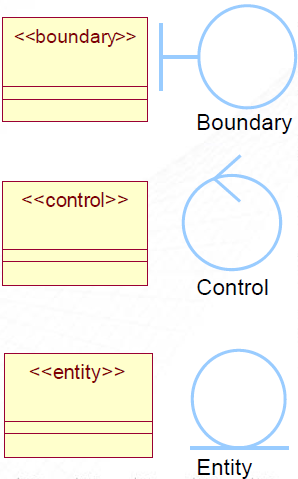 <<boundary>>
Boundary
<<control>>
Control
<<entity>>
Entity